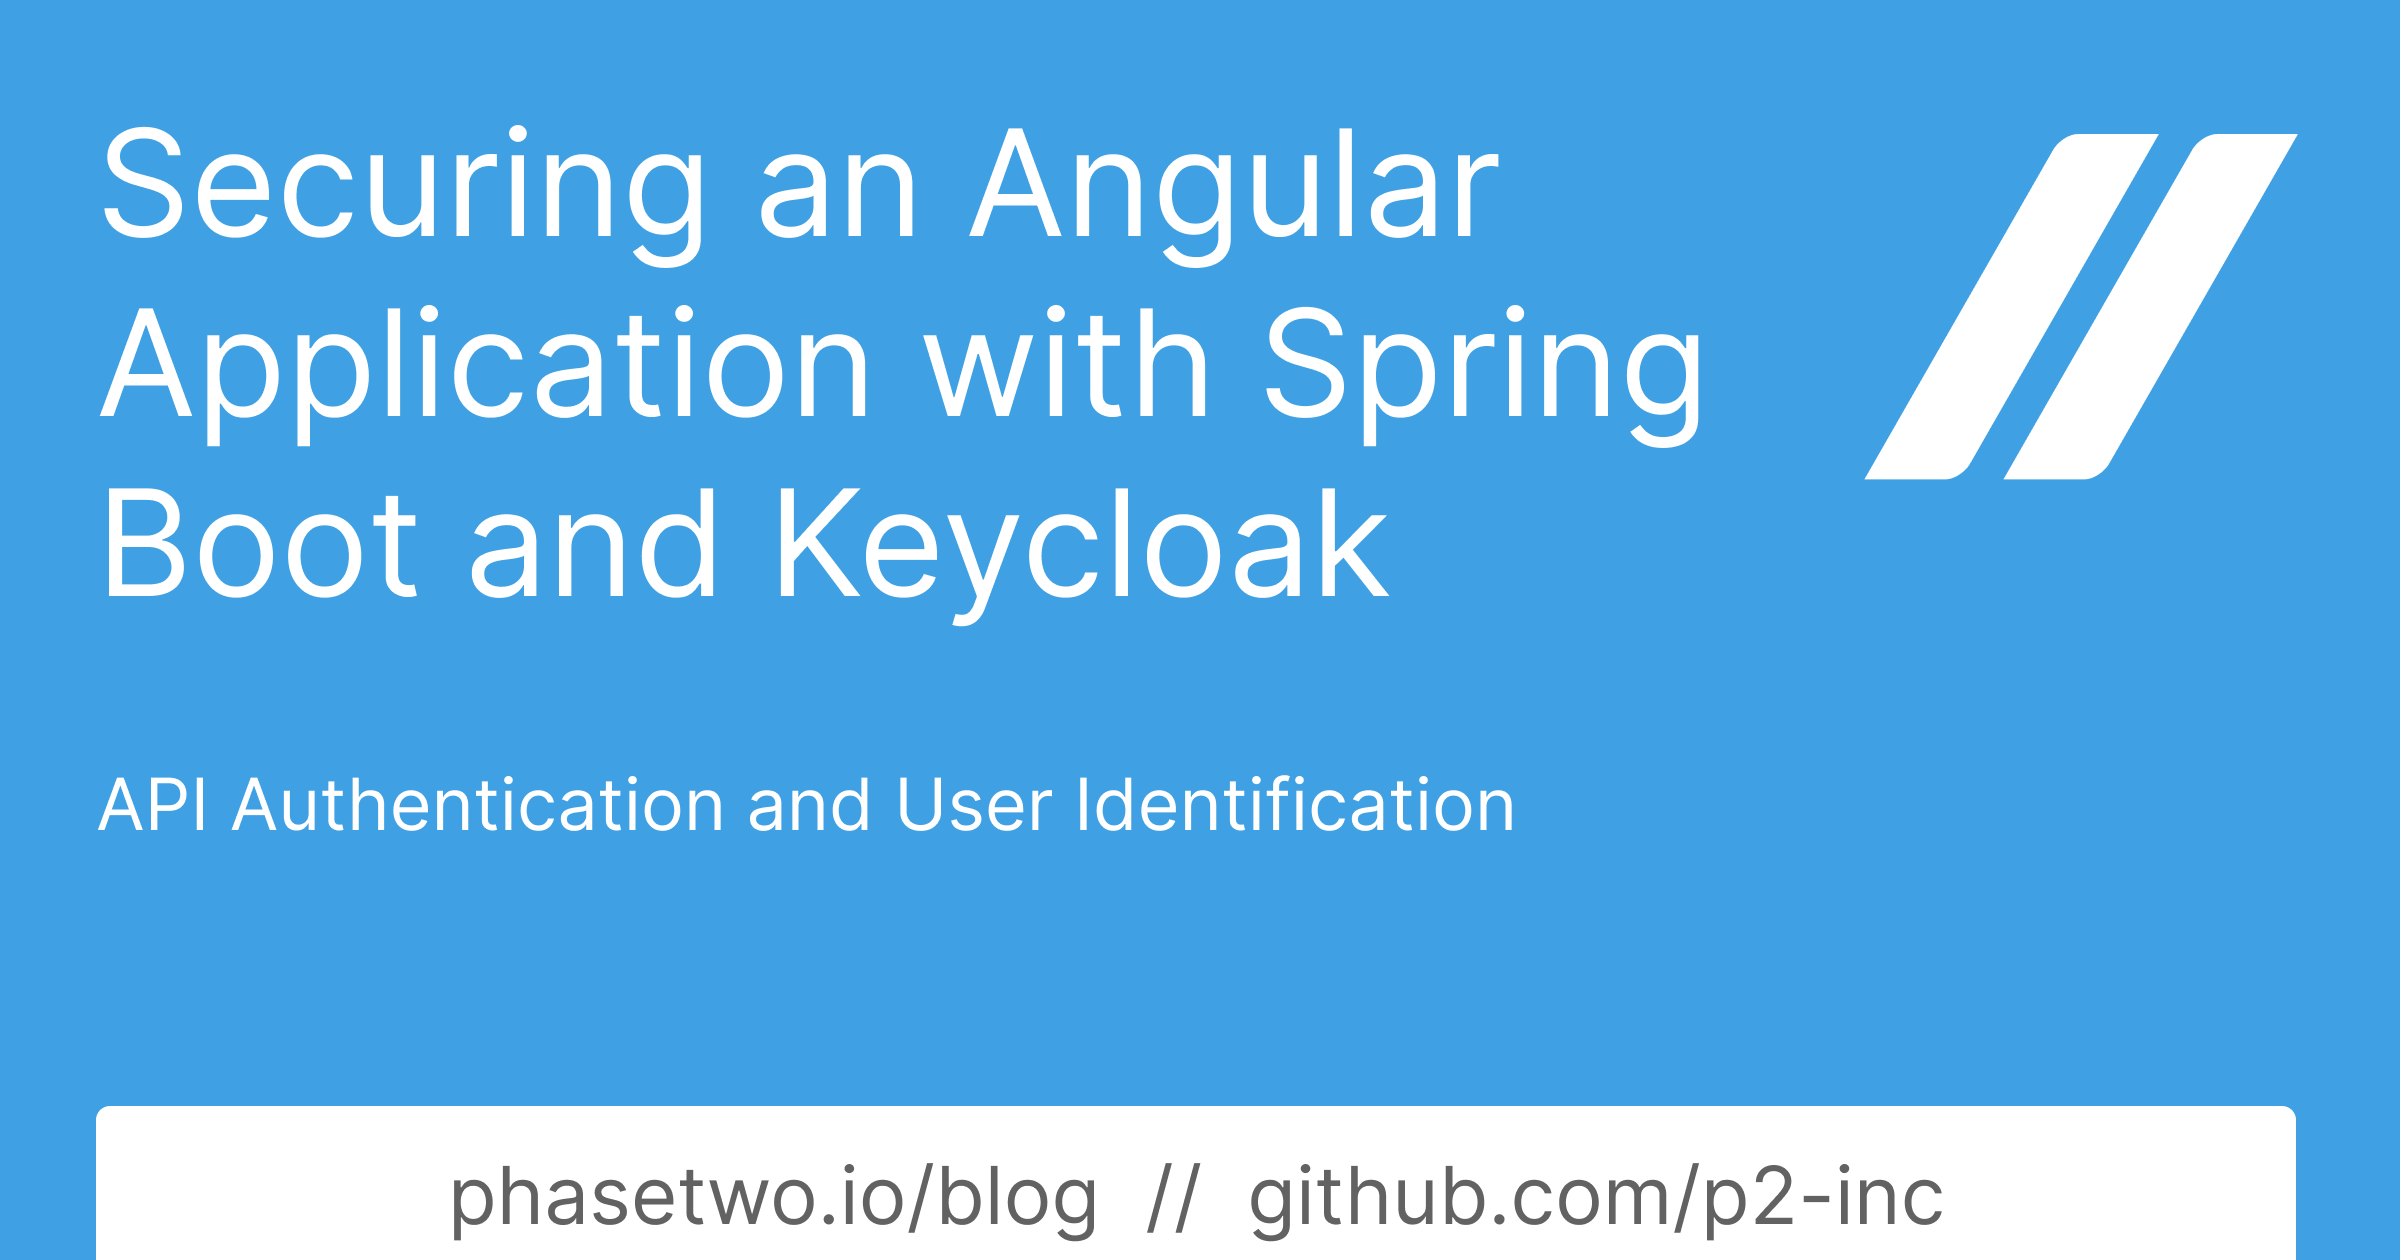 Securing an Angular
Application with Spring
Boot and Keycloak
API Authentication and User Identification
phasetwo.io/blog // github.com/p2-inc